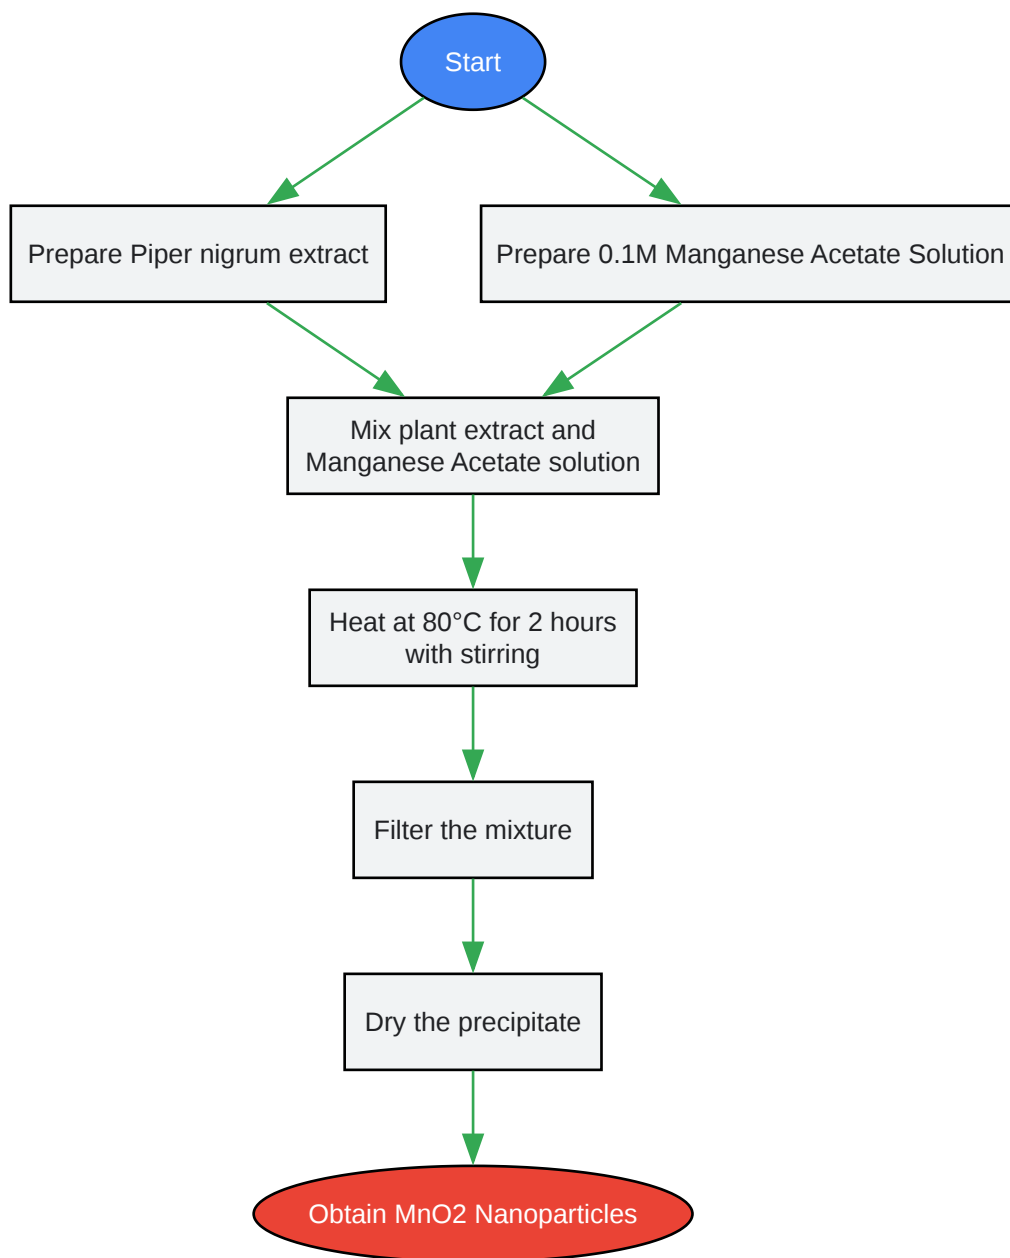 Start
Prepare Piper nigrum extract
Prepare 0.1M Manganese Acetate Solution
Mix plant extract and
Manganese Acetate solution
Heat at 80°C for 2 hours
with stirring
Filter the mixture
Dry the precipitate
Obtain MnO2 Nanoparticles